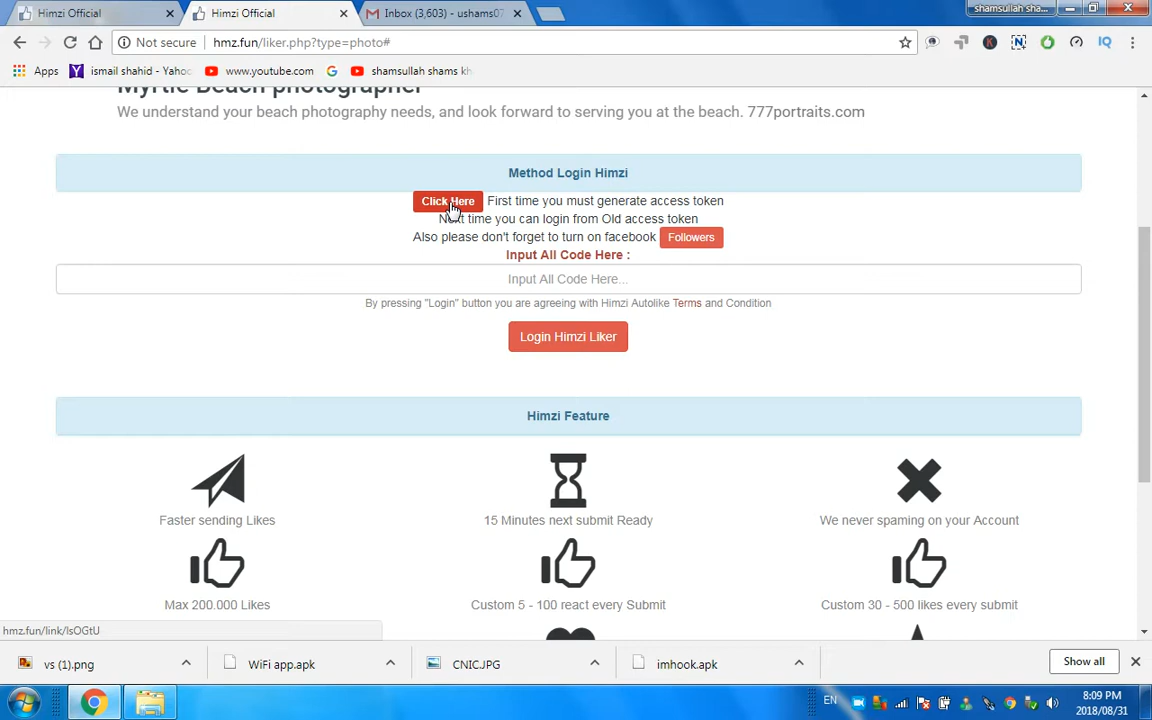 Himzi Official
Himzi Official
Inbox (3,603) - ushams07
shamsullah sha...
Not secure
hmz.fun/liker.php?type=photo#
Apps
ismail shahid - Yahoo
www.youtube.com
shamsullah shams kh
Myrtle Beach photographer
We understand your beach photography needs, and look forward to serving you at the beach. 777portraits.com
Method Login Himzi
Click Here First time you must generate access token
Next time you can login from Old access token
Also please don't forget to turn on facebook Followers
Input All Code Here :
Input All Code Here...
By pressing "Login" button you are agreeing with Himzi Autolike Terms and Condition
Login Himzi Liker
Himzi Feature
Faster sending Likes
15 Minutes next submit Ready
We never spaming on your Account
Max 200.000 Likes
Custom 5 - 100 react every Submit
Custom 30 - 500 likes every submit
hmz.fun/link/IsOGtU
vs (1).png
WiFi app.apk
CNIC.JPG
imhook.apk
Show all
EN
8:09 PM
2018/08/31